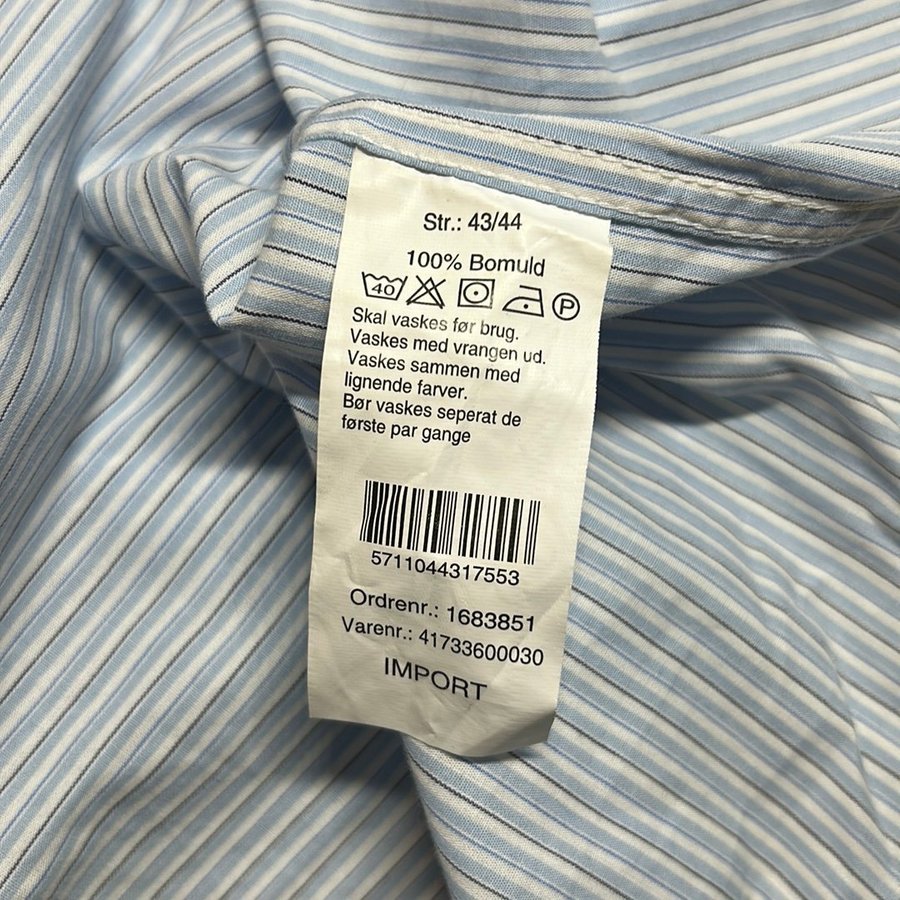 Str.: 43/44
100% Bomuld
40 P
Skal vaskes før brug.
Vaskes med vrangen ud.
Vaskes sammen med
lignende farver.
Bør vaskes seperat de
første par gange
5711044317553
Ordrenr.: 1683851
Varenr.: 41733600030
IMPORT